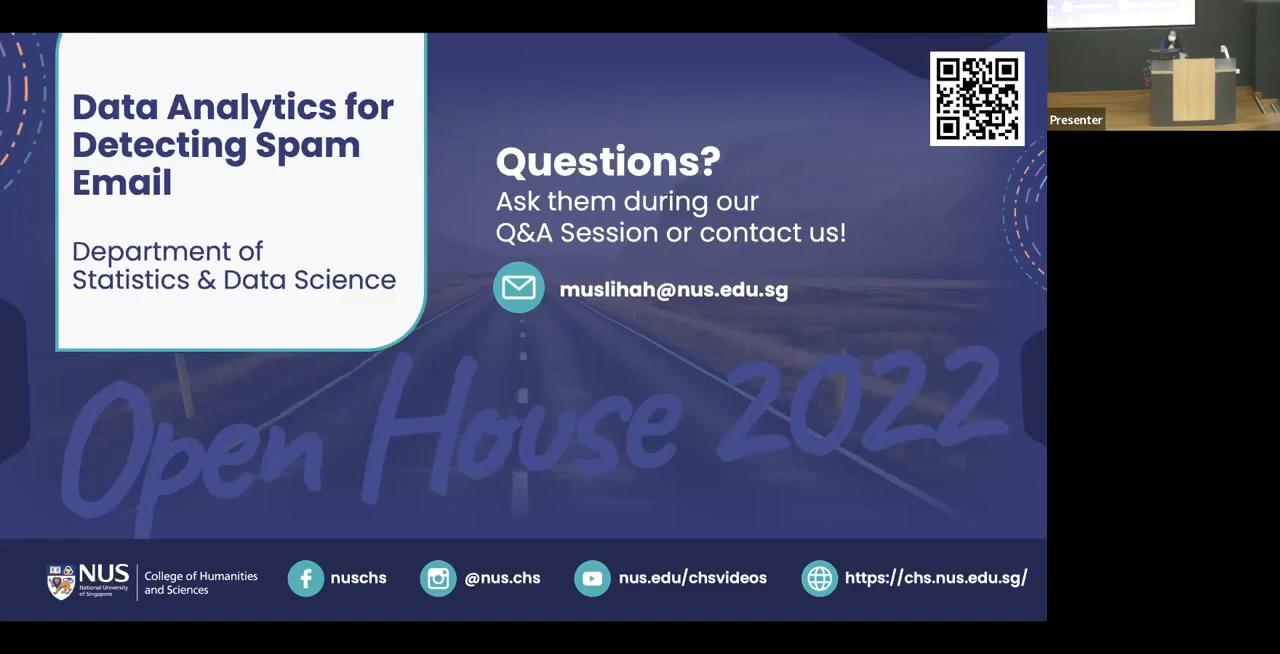 Data Analytics for
Detecting Spam
Email
Department of
Statistics & Data Science
Questions?
Ask them during our
Q&A Session or contact us!
muslihah@nus.edu.sg
Presenter
Open House 2022
NUS
National University
of Singapore
College of Humanities
and Sciences
nuschs
@nus.chs
nus.edu/chsvideos
https://chs.nus.edu.sg/